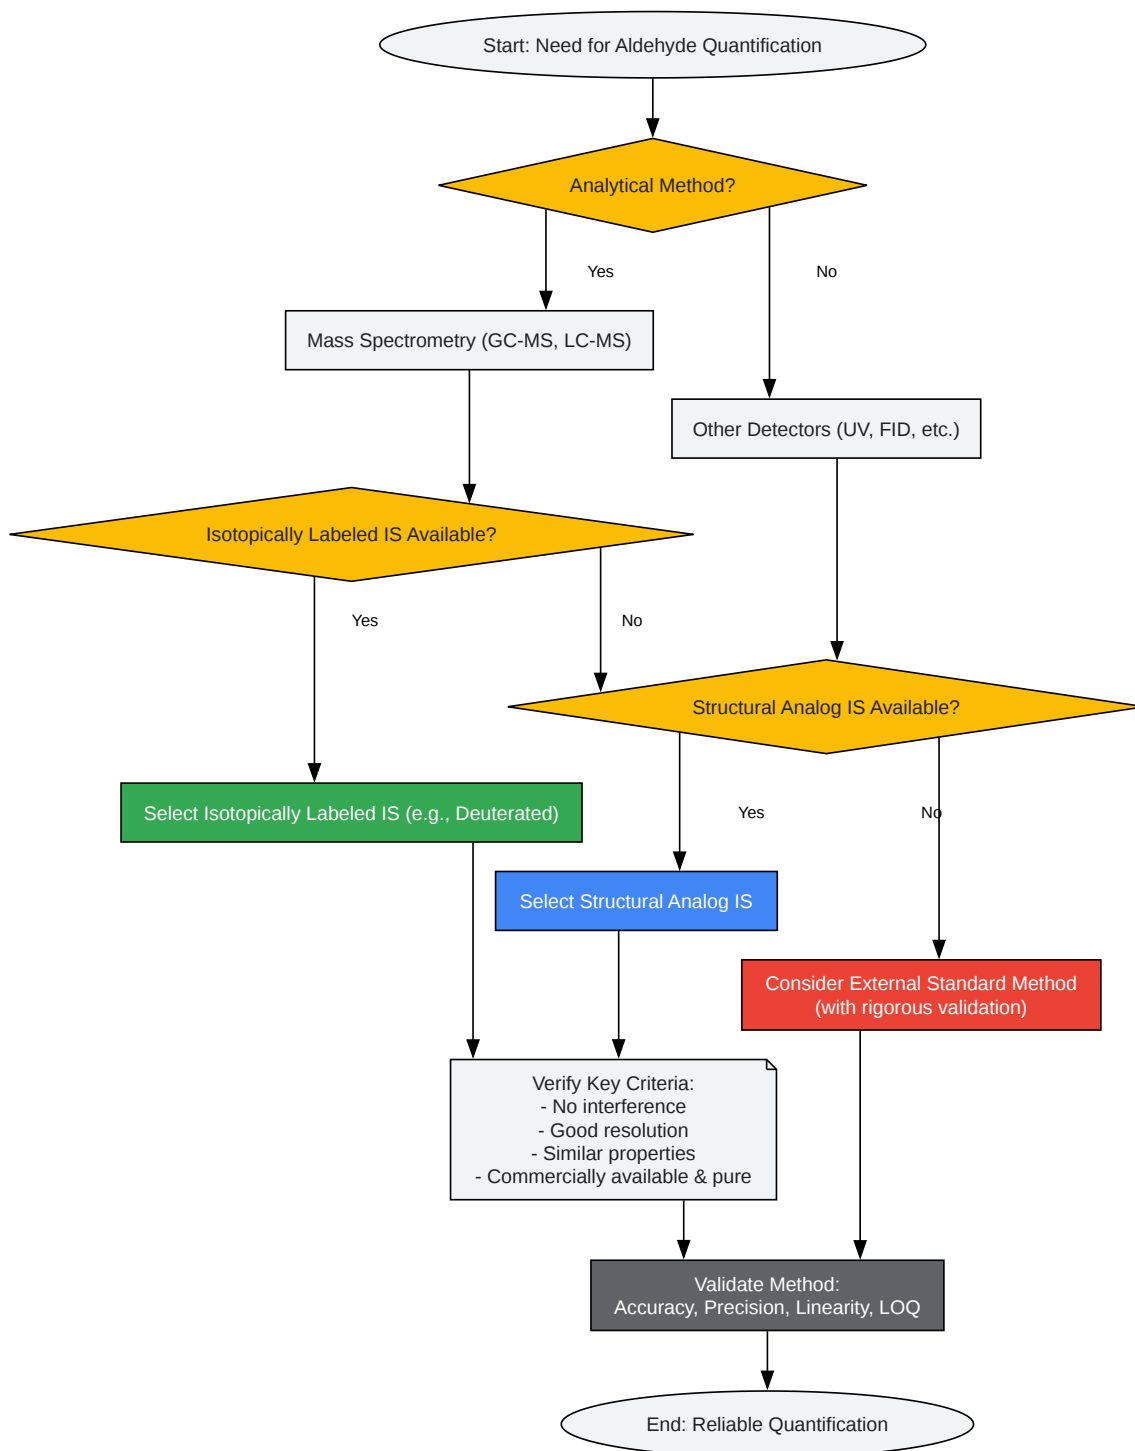 Start: Need for Aldehyde Quantification
Analytical Method?
Yes
No
Mass Spectrometry (GC-MS, LC-MS)
Other Detectors (UV, FID, etc.)
Isotopically Labeled IS Available?
Yes
No
Structural Analog IS Available?
Select Isotopically Labeled IS (e.g., Deuterated)
Yes
No
Select Structural Analog IS
Consider External Standard Method
(with rigorous validation)
Verify Key Criteria:
- No interference
- Good resolution
- Similar properties
- Commercially available & pure
Validate Method:
Accuracy, Precision, Linearity, LOQ
End: Reliable Quantification